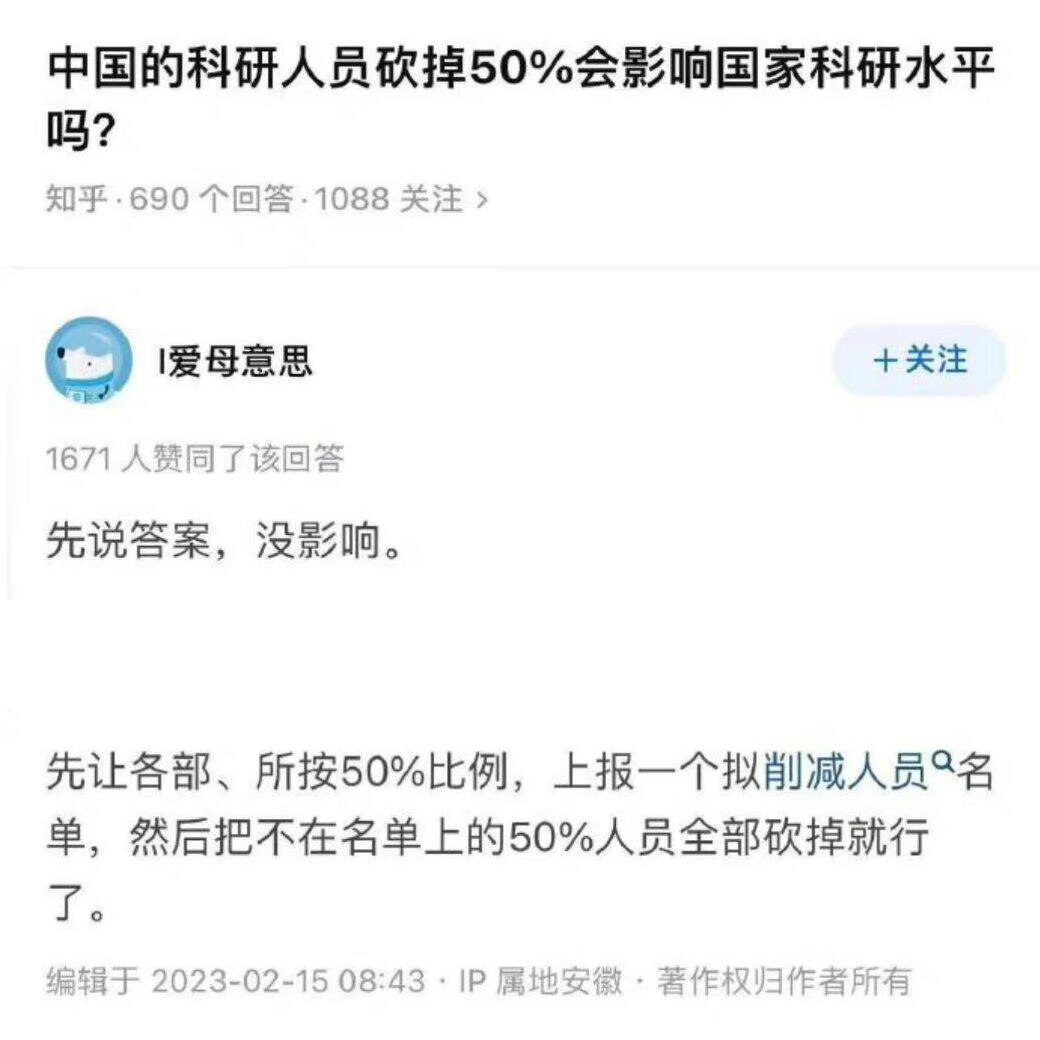 中国的科研人员砍掉50%会影响国家科研水平
吗?
知乎·690 个回答·1088 关注 >
I爱母意思
+关注
1671 人赞同了该回答
先说答案，没影响。
先让各部、所按50%比例，上报一个拟削减人员名
单，然后把不在名单上的50%人员全部砍掉就行
了。
编辑于 2023-02-15 08:43 · IP 属地安徽 · 著作权归作者所有